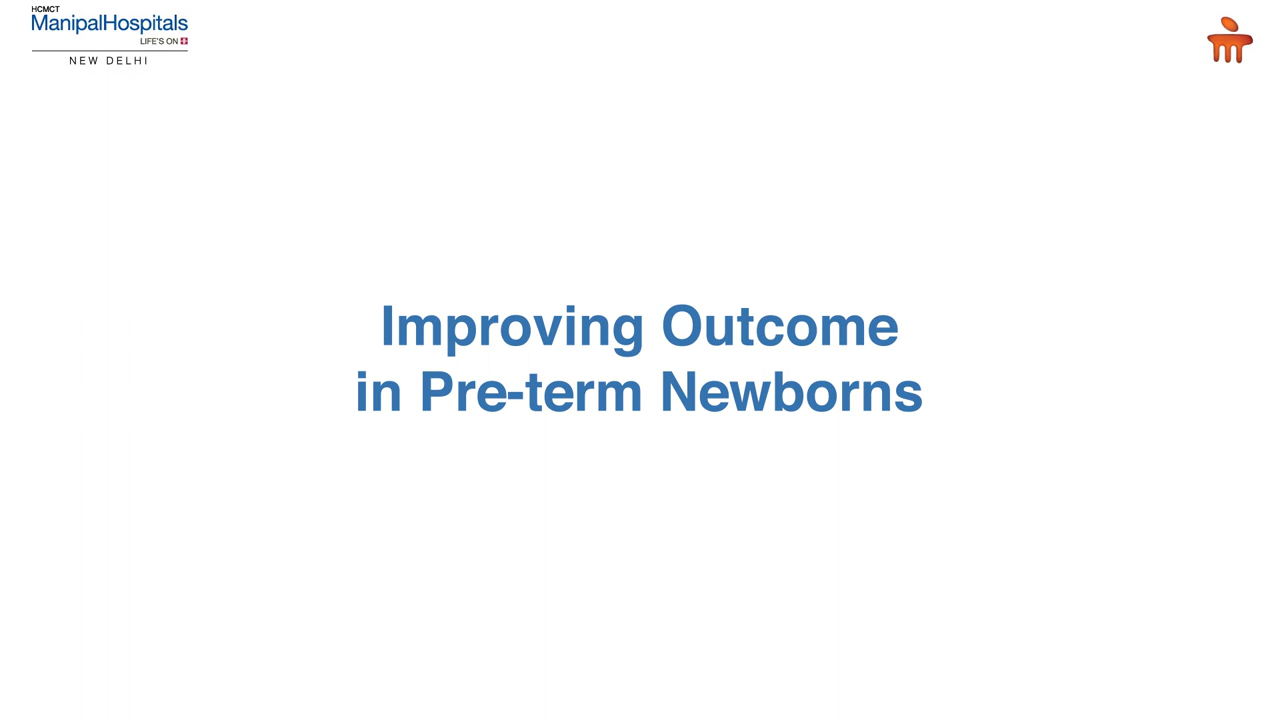 HCMCT
ManipalHospitals
LIFE'S ON
NEW DELHI
Improving Outcome
in Pre-term Newborns